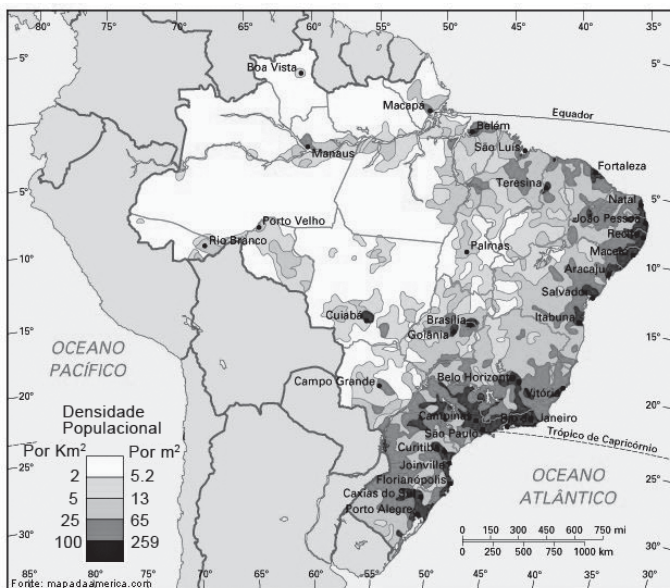 80° 75° 70° 65° 60° 55° 50° 45° 40° 35°
5° 5°
Boa Vista
Macapá
Equador
Belém
São Luís
Manaus
Fortaleza
Teresina
Natal
5° 5°
João Pessoa
Porto Velho
Recife
Rio Branco
Palmas
Maceió
10° 10°
Aracaju
Salvador
Cuiabá
Brasília
Itabuna
15° 15°
Goiânia
OCEANO
PACÍFICO
Belo Horizonte
Campo Grande
Vitória
20° 20°
Densidade
Populacional
Campinas
Rio de Janeiro
São Paulo
Trópico de Capricórnio
Por Km² Por m²
Curitiba
2 5.2
25° 25°
Joinville
OCEANO
ATLÂNTICO
5 13
Florianópolis
25 65
Caxias do Sul
Porto Alegre
100 259
0 150 300 450 600 750 mi
0 250 500 750 1000 km
30° 30°
85° 80° 75° 70° 65° 60° 55° 50° 45° 40° 35° 30°
Fonte: mapadaamerica.com